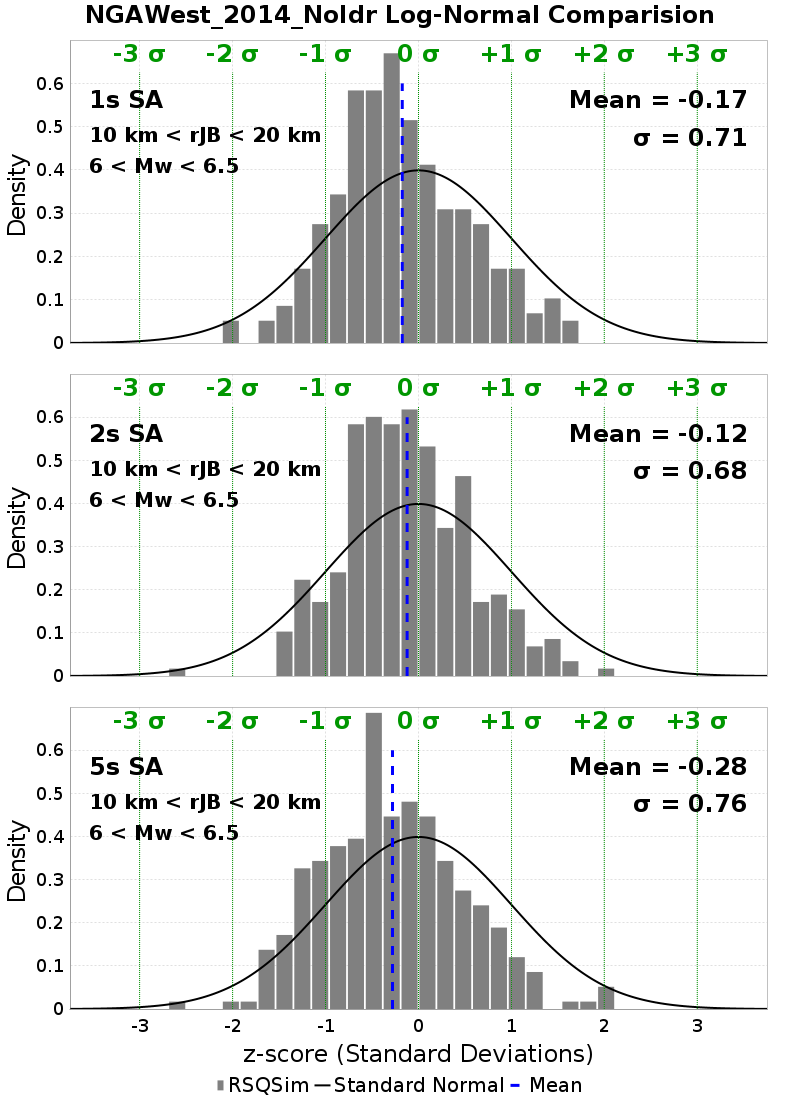 NGAWest_2014_NoIdr Log-Normal Comparision
-3 σ -2 σ -1 σ 0 σ +1 σ +2 σ +3 σ
1s SA
Mean = -0.17
10 km < rJB < 20 km
σ = 0.71
6 < Mw < 6.5
0.6
0.5
0.4
0.3
0.2
0.1
0
Density
-3 σ -2 σ -1 σ 0 σ +1 σ +2 σ +3 σ
2s SA
Mean = -0.12
10 km < rJB < 20 km
σ = 0.68
6 < Mw < 6.5
0.6
0.5
0.4
0.3
0.2
0.1
0
Density
-3 σ -2 σ -1 σ 0 σ +1 σ +2 σ +3 σ
5s SA
Mean = -0.28
10 km < rJB < 20 km
σ = 0.76
6 < Mw < 6.5
0.6
0.5
0.4
0.3
0.2
0.1
0
Density
-3 -2 -1 0 1 2 3
z-score (Standard Deviations)
RSQSim Standard Normal Mean